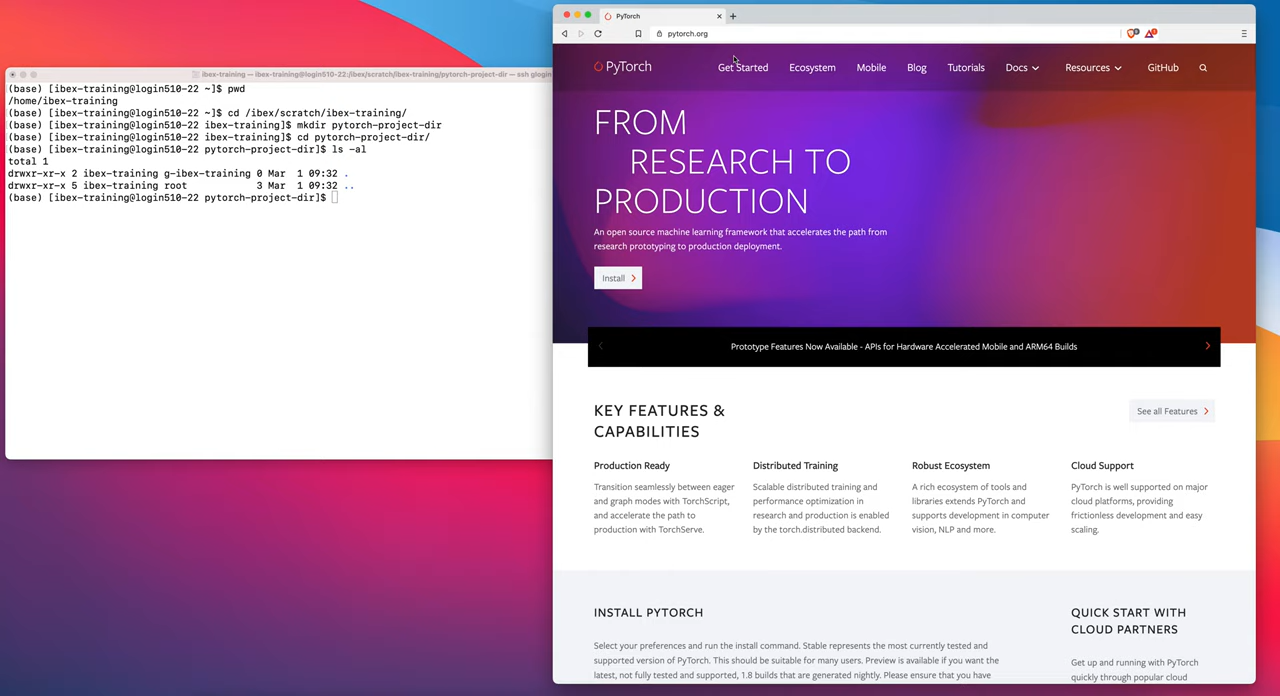 ibex-training — ibex-training@login510-22:/ibex/scratch/ibex-training/pytorch-project-dir — ssh glogin
(base) [ibex-training@login510-22 ~]$ pwd
/home/ibex-training
(base) [ibex-training@login510-22 ~]$ cd /ibex/scratch/ibex-training/
(base) [ibex-training@login510-22 ibex-training]$ mkdir pytorch-project-dir
(base) [ibex-training@login510-22 ibex-training]$ cd pytorch-project-dir/
(base) [ibex-training@login510-22 pytorch-project-dir]$ ls -al
total 1
drwxr-xr-x 2 ibex-training g-ibex-training 0 Mar  1 09:32 .
drwxr-xr-x 5 ibex-training root            3 Mar  1 09:32 ..
(base) [ibex-training@login510-22 pytorch-project-dir]$
PyTorch
pytorch.org
PyTorch Get Started Ecosystem Mobile Blog Tutorials Docs Resources GitHub
FROM
RESEARCH TO
PRODUCTION
An open source machine learning framework that accelerates the path from
research prototyping to production deployment.
Install
Prototype Features Now Available - APIs for Hardware Accelerated Mobile and ARM64 Builds
KEY FEATURES &
CAPABILITIES
See all Features
Production Ready
Transition seamlessly between eager
and graph modes with TorchScript,
and accelerate the path to
production with TorchServe.
Distributed Training
Scalable distributed training and
performance optimization in
research and production is enabled
by the torch.distributed backend.
Robust Ecosystem
A rich ecosystem of tools and
libraries extends PyTorch and
supports development in computer
vision, NLP and more.
Cloud Support
PyTorch is well supported on major
cloud platforms, providing
frictionless development and easy
scaling.
INSTALL PYTORCH
Select your preferences and run the install command. Stable represents the most currently tested and
supported version of PyTorch. This should be suitable for many users. Preview is available if you want the
latest, not fully tested and supported, 1.8 builds that are generated nightly. Please ensure that you have
QUICK START WITH
CLOUD PARTNERS
Get up and running with PyTorch
quickly through popular cloud